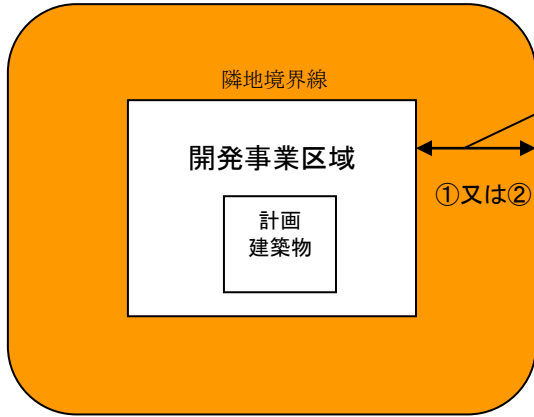 隣地境界線
開発事業区域
①又は②
計画
建築物